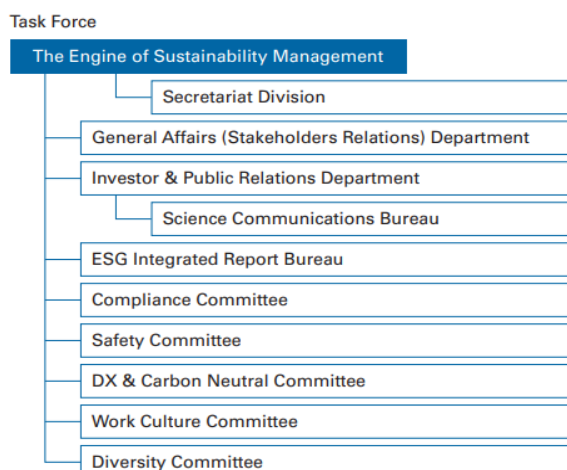 Task Force
The Engine of Sustainability Management
Secretariat Division
General Affairs (Stakeholders Relations) Department
Investor & Public Relations Department
Science Communications Bureau
ESG Integrated Report Bureau
Compliance Committee
Safety Committee
DX & Carbon Neutral Committee
Work Culture Committee
Diversity Committee